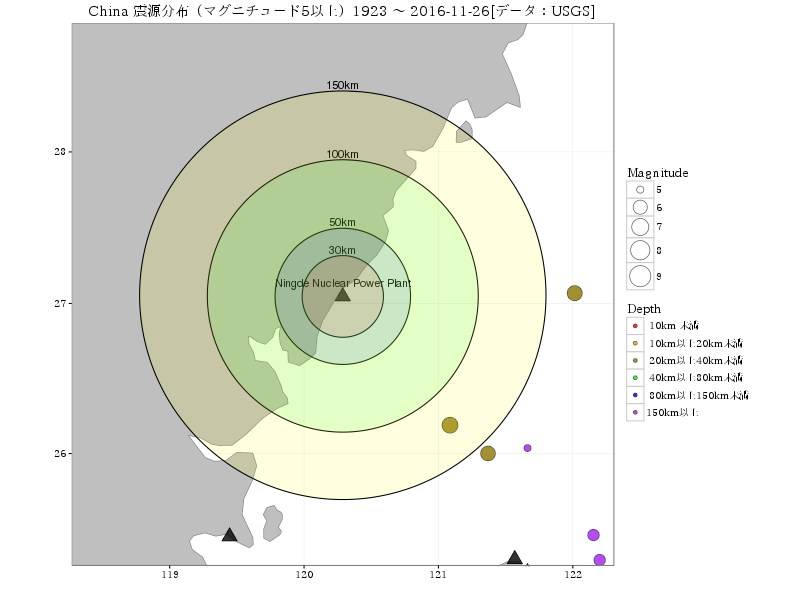 China 震源分布（マグニチュード5以上）1923 ～ 2016-11-26[データ：USGS]
150km
100km
50km
30km
Ningde Nuclear Power Plant
28
27
26
119
120
121
122
Magnitude
5
6
7
8
9
Depth
10km 未満
10km以上20km未満
20km以上40km未満
40km以上80km未満
80km以上150km未満
150km以上